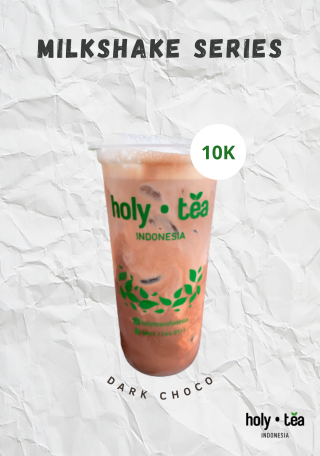 MILKSHAKE SERIES
10K
holy • tea
INDONESIA
DARK CHOCO
holy • tea
INDONESIA